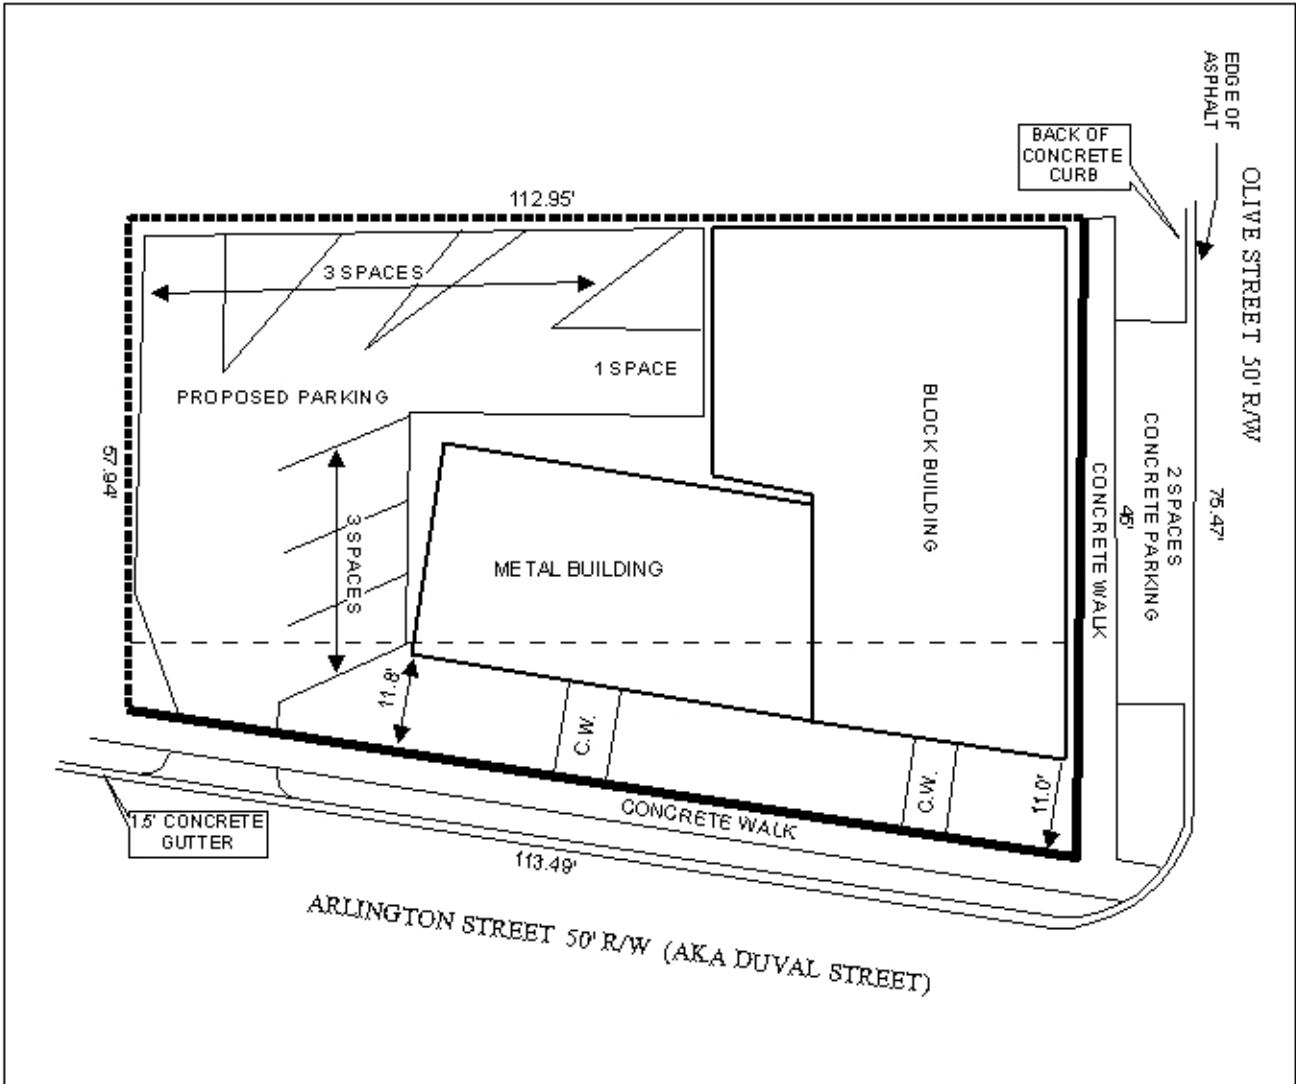 EDGE OF
ASPHALT
BACK OF
CONCRETE
CURB
OLIVE STREET 50' R/W
112.95'
3 SPACES
1 SPACE
PROPOSED PARKING
BLOCK BUILDING
57.94'
3 SPACES
METAL BUILDING
CONCRETE WALK
45'
2 SPACES
CONCRETE PARKING
75.47'
11.8'
C.W.
C.W.
11.0'
CONCRETE WALK
1.5' CONCRETE
GUTTER
113.49'
ARLINGTON STREET 50' R/W (AKA DUVAL STREET)